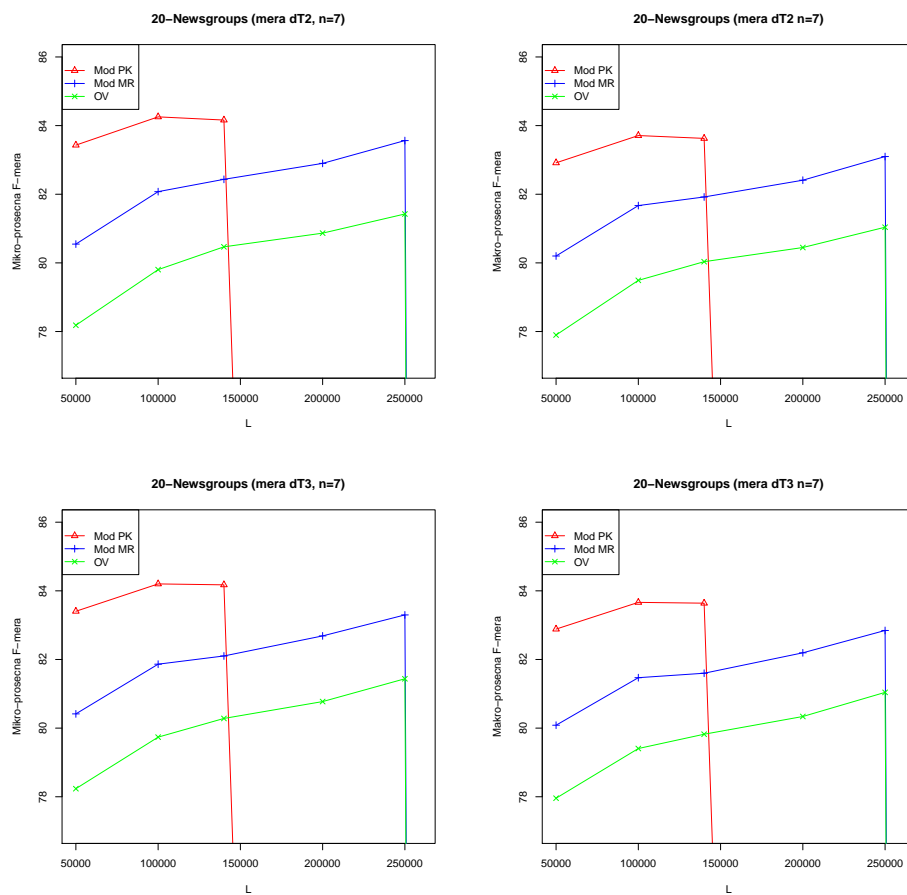 20−Newsgroups (mera dT2, n=7)
Mikro−prosecna F−mera
86
84
82
80
78
Mod PK
Mod MR
OV
50000 100000 150000 200000 250000
L
20−Newsgroups (mera dT2 n=7)
Makro−prosecna F−mera
86
84
82
80
78
Mod PK
Mod MR
OV
50000 100000 150000 200000 250000
L
20−Newsgroups (mera dT3, n=7)
Mikro−prosecna F−mera
86
84
82
80
78
Mod PK
Mod MR
OV
50000 100000 150000 200000 250000
L
20−Newsgroups (mera dT3 n=7)
Makro−prosecna F−mera
86
84
82
80
78
Mod PK
Mod MR
OV
50000 100000 150000 200000 250000
L